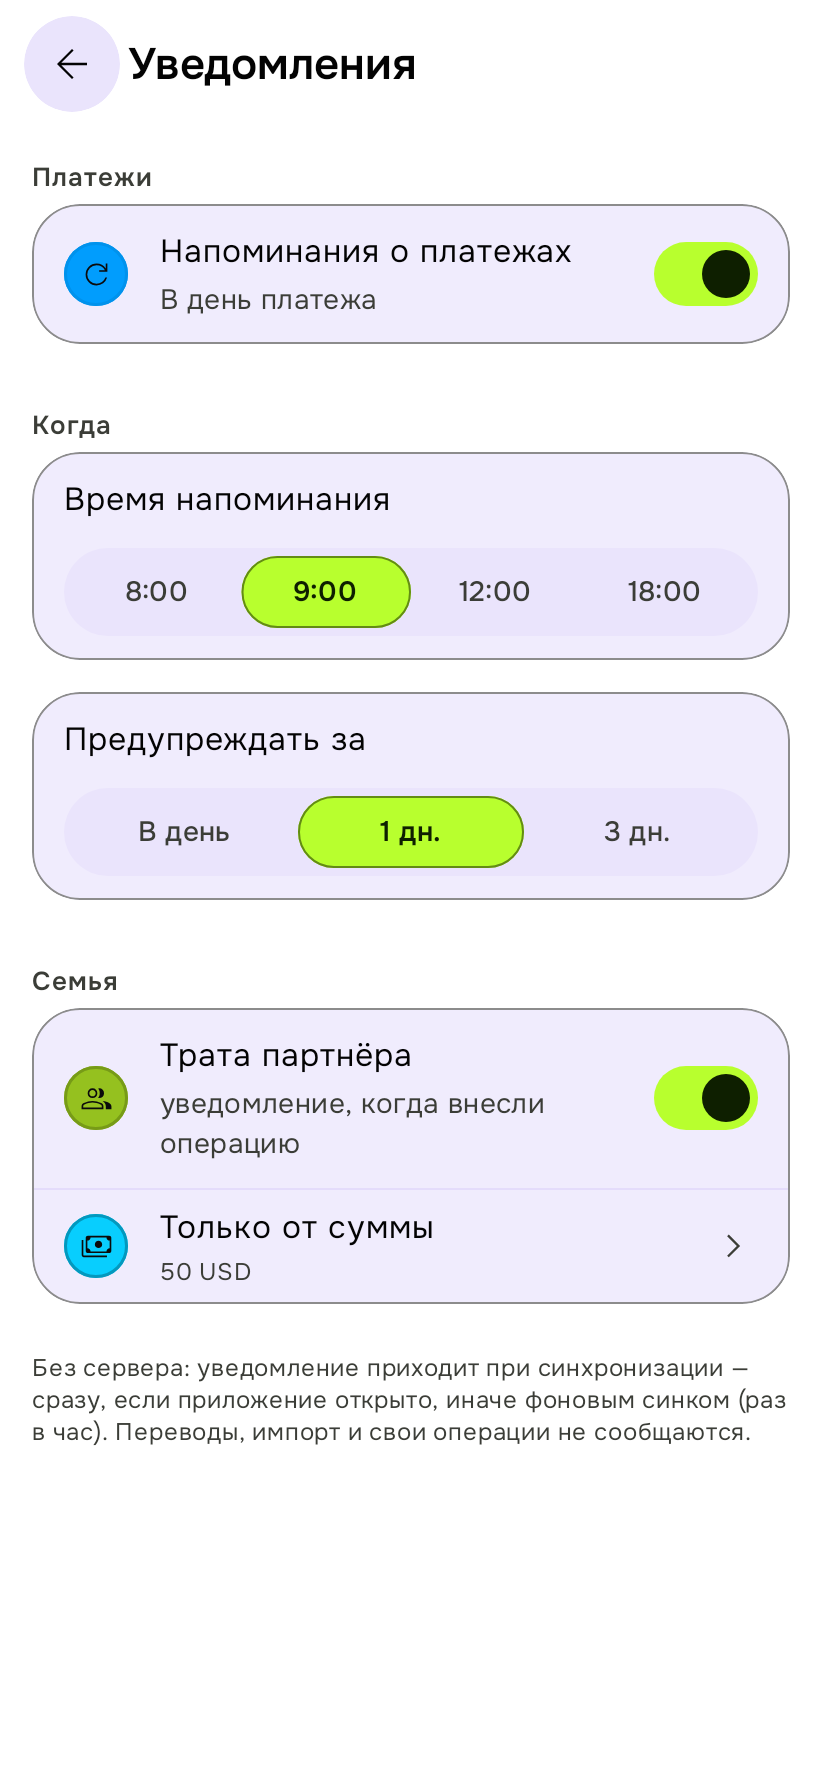 Уведомления
Платежи
Напоминания о платежах
В день платежа
Когда
Время напоминания
8:00 9:00 12:00 18:00
Предупреждать за
В день 1 дн. 3 дн.
Семья
Трата партнёра
уведомление, когда внесли
операцию
Только от суммы
50 USD
Без сервера: уведомление приходит при синхронизации —
сразу, если приложение открыто, иначе фоновым синком (раз
в час). Переводы, импорт и свои операции не сообщаются.